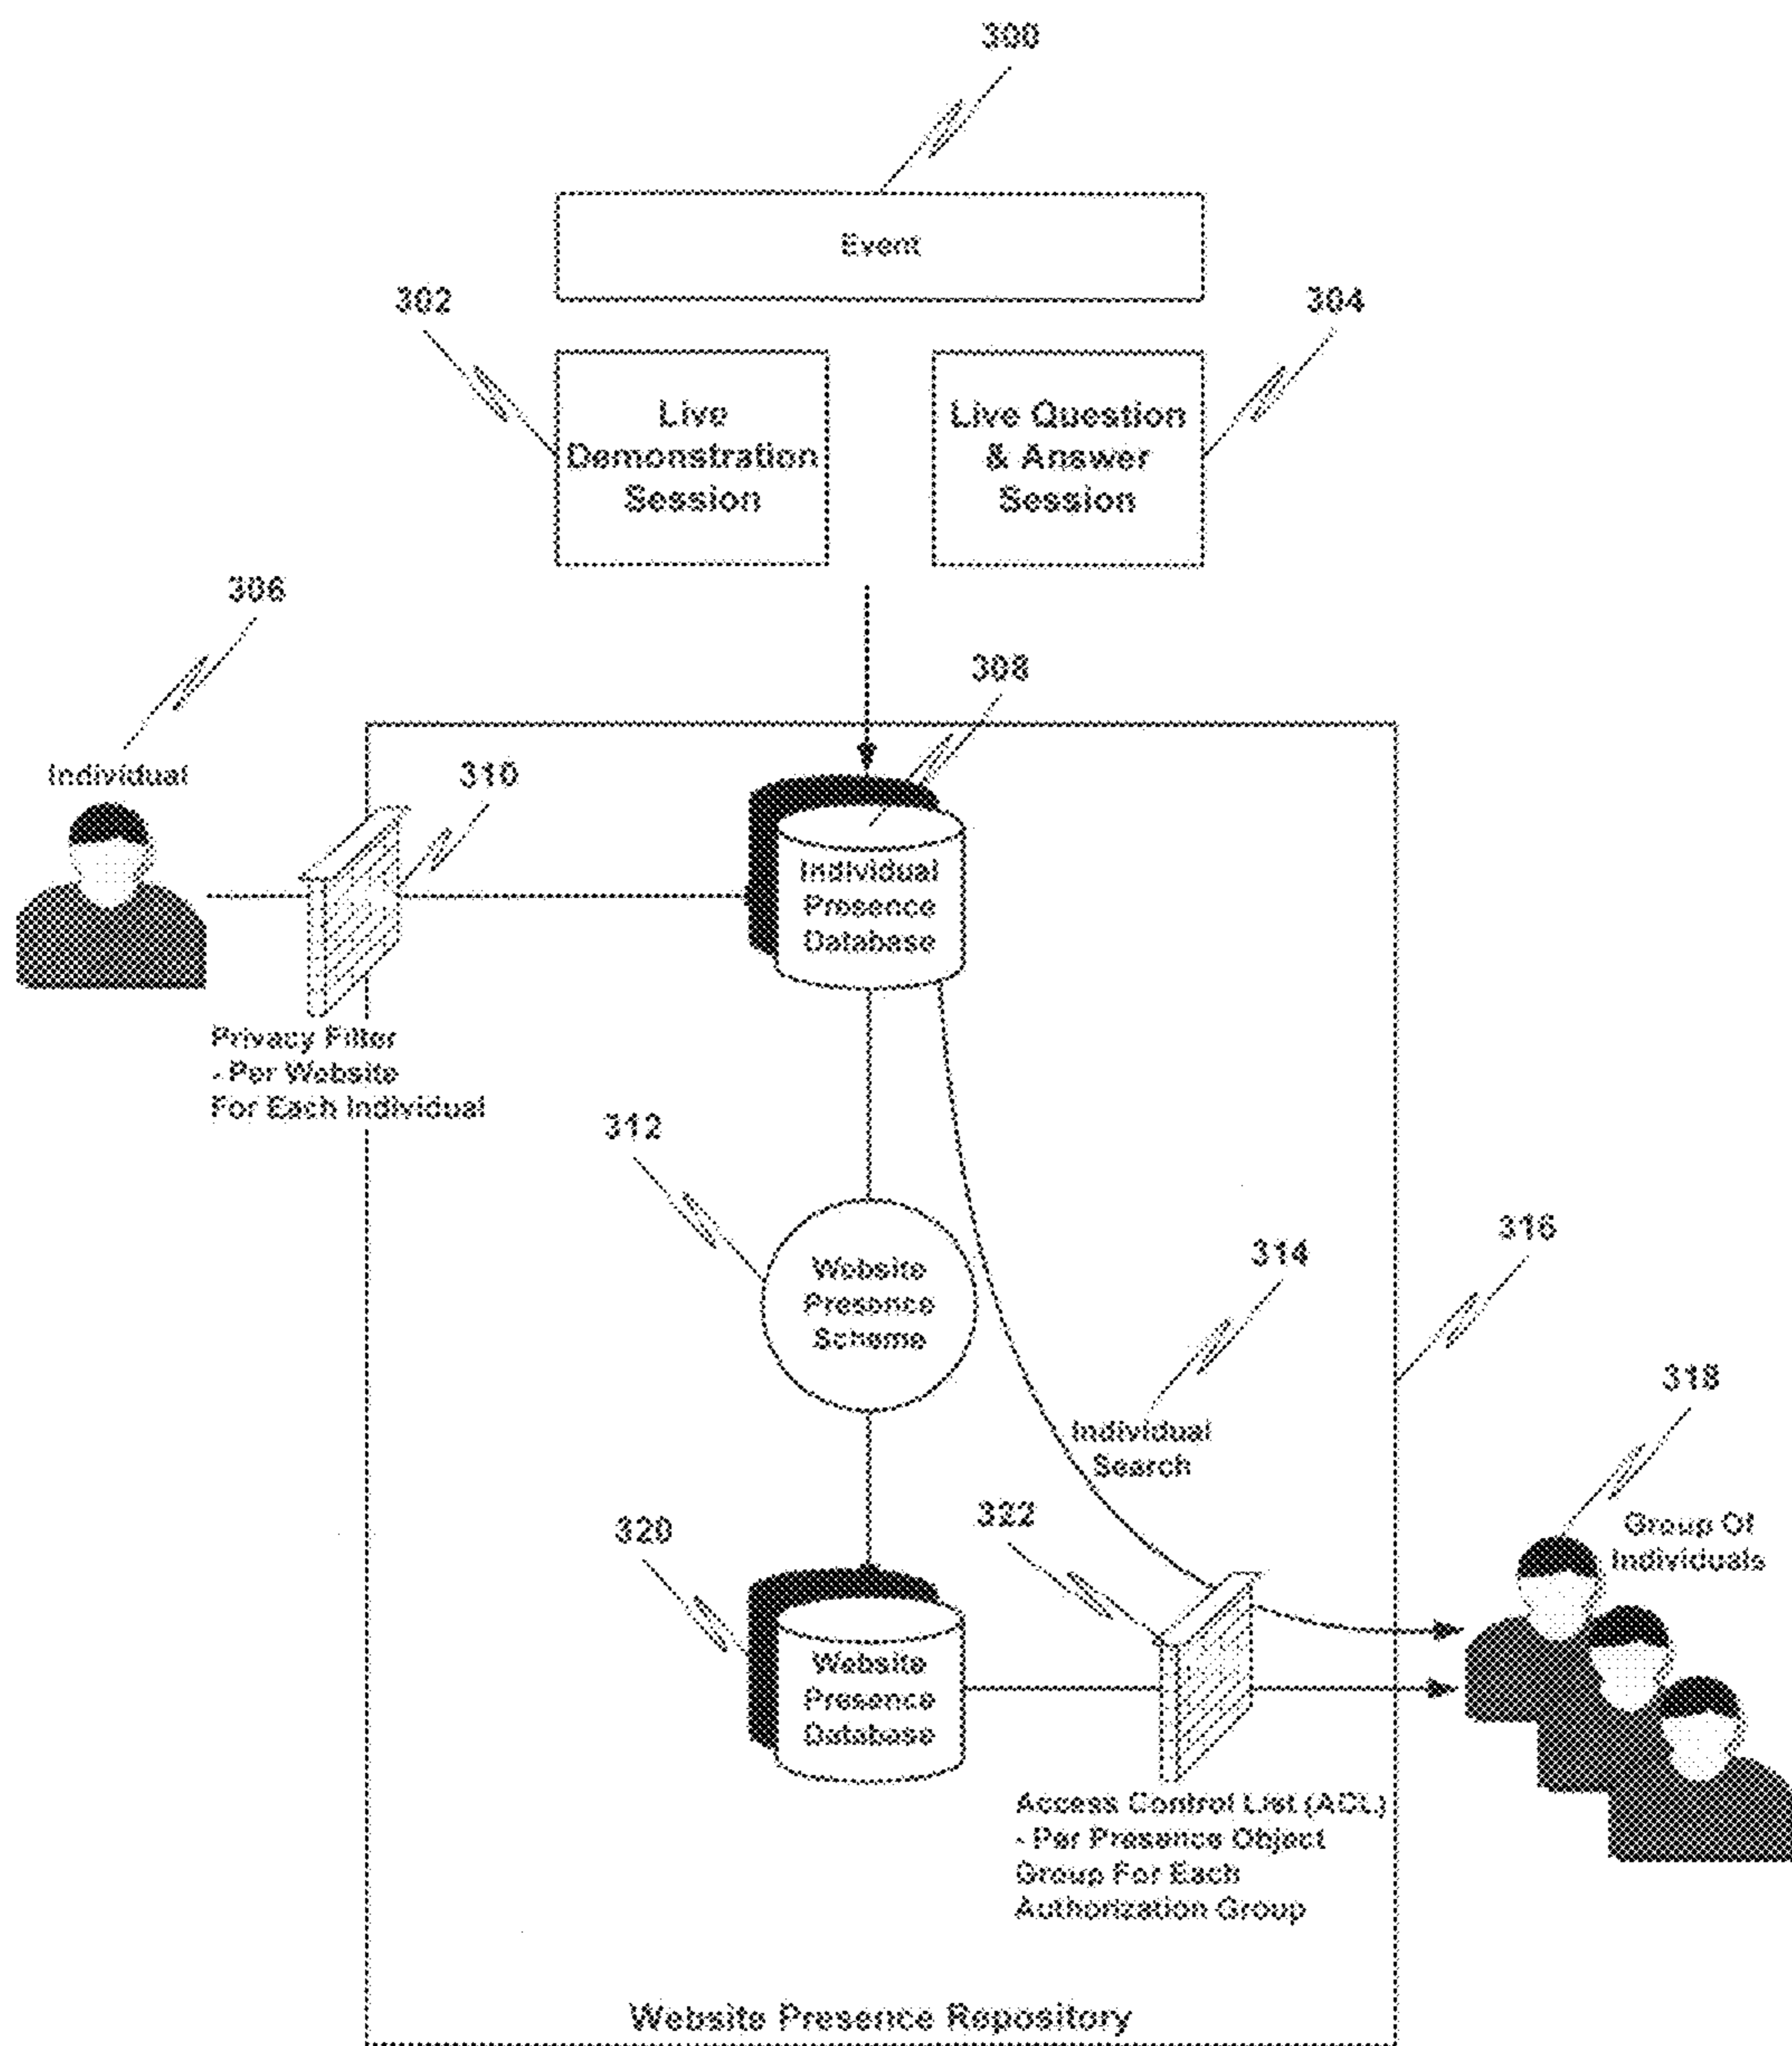 300
Event
302
304
Live
Demonstration
Session
Live Question
& Answer
Session
306
308
Individual
310
Individual
Presence
Database
Privacy Filter
- Per Website
For Each Individual
312
Website
Presence
Scheme
314
316
318
Individual
Search
320
322
Group Of
Individuals
Website
Presence
Database
Access Control List (ACL)
- Per Presence Object
Group For Each
Authorization Group
Website Presence Repository